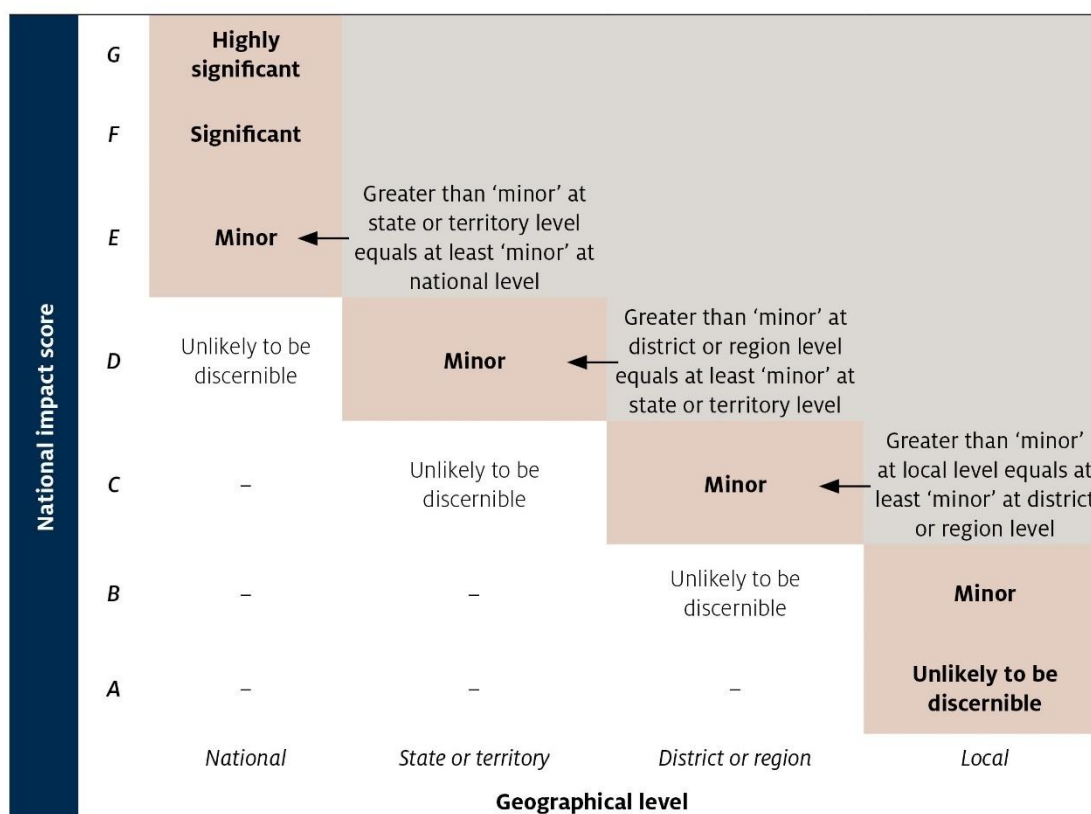 National impact score
G
Highly
significant
F
Significant
E
Minor
Greater than ‘minor’ at
state or territory level
equals at least ‘minor’ at
national level
D
Unlikely to be
discernible
Minor
Greater than ‘minor’ at
district or region level
equals at least ‘minor’ at
state or territory level
C
–
Unlikely to be
discernible
Minor
Greater than ‘minor’
at local level equals at
least ‘minor’ at district
or region level
B
–
–
Unlikely to be
discernible
Minor
A
–
–
–
Unlikely to be
discernible
National
State or territory
District or region
Local
Geographical level